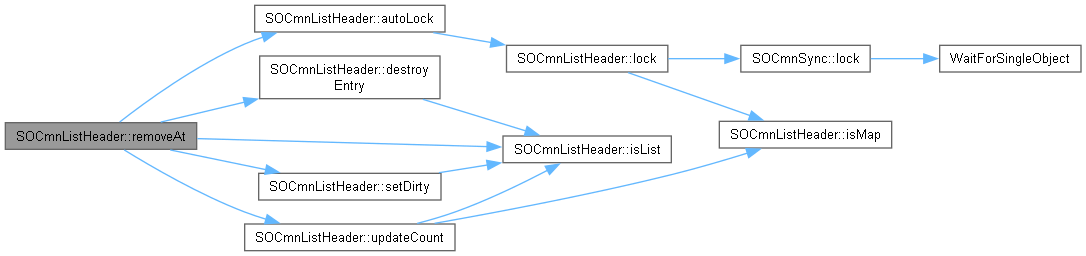 SOCmnListHeader::removeAt
SOCmnListHeader::autoLock
SOCmnListHeader::destroy
Entry
SOCmnListHeader::setDirty
SOCmnListHeader::updateCount
SOCmnListHeader::lock
SOCmnListHeader::isList
SOCmnSync::lock
SOCmnListHeader::isMap
WaitForSingleObject